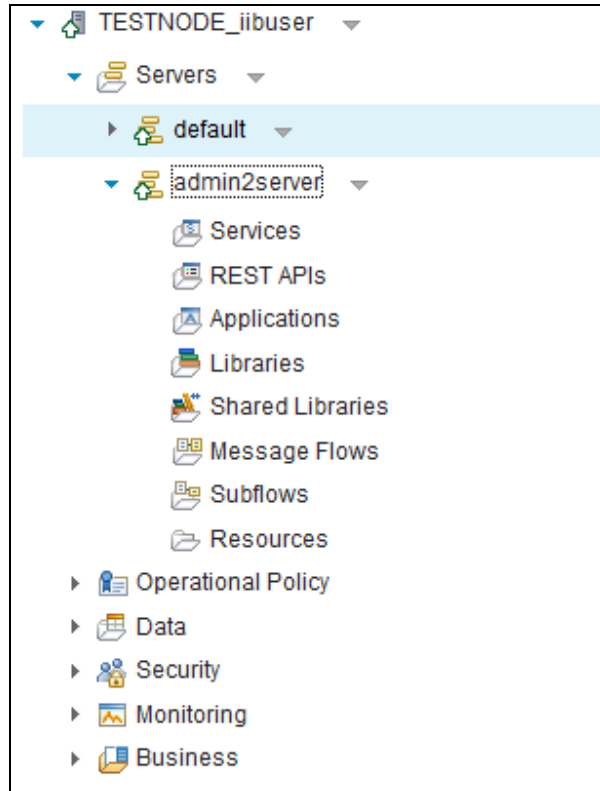 TESTNODE_iibuser
Servers
default
admin2server
Services
REST APIs
Applications
Libraries
Shared Libraries
Message Flows
Subflows
Resources
Operational Policy
Data
Security
Monitoring
Business